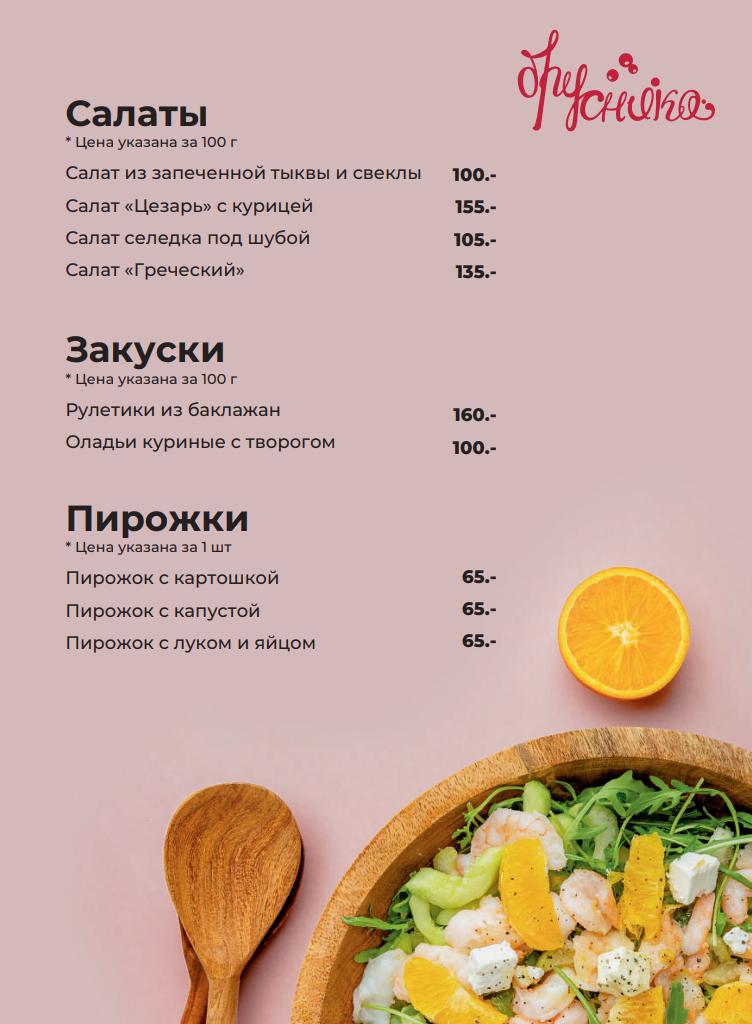 брусника
Салаты
* Цена указана за 100 г
Салат из запеченной тыквы и свеклы 100.-
Салат «Цезарь» с курицей 155.-
Салат селедка под шубой 105.-
Салат «Греческий» 135.-
Закуски
* Цена указана за 100 г
Рулетики из баклажан 160.-
Оладьи куриные с творогом 100.-
Пирожки
* Цена указана за 1 шт
Пирожок с картошкой 65.-
Пирожок с капустой 65.-
Пирожок с луком и яйцом 65.-